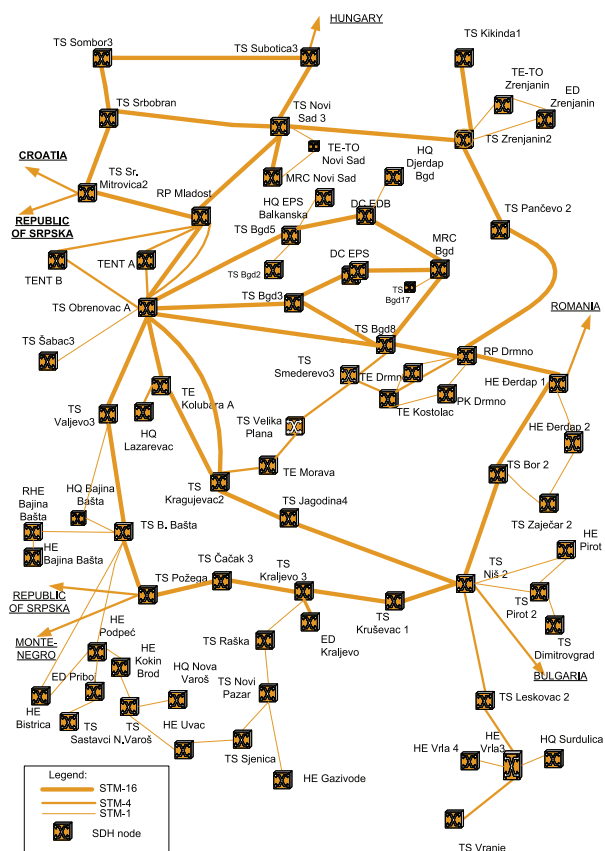 HUNGARY
TS Sombor3
TS Subotica3
TS Kikinda1
TE-TO
Zrenjanin
ED
Zrenjanin
TS Srbobran
TS Novi
Sad 3
TS Zrenjanin2
TE-TO
Novi Sad
HQ
Djerdap
Bgd
CROATIA
TS Sr.
Mitrovica2
MRC Novi Sad
RP Mladost
HQ EPS
Balkanska
DC EDB
REPUBLIC
OF SRPSKA
TS Pančevo 2
TS Bgd5
MRC
Bgd
DC EPS
TENT B
TENT A
TS Bgd2
TS
Bgd17
TS Obrenovac A
TS Bgd3
ROMANIA
TS Bgd8
TS Šabac3
TS
Smederevo3
RP Drmno
TE Drmno
HE Đerdap 1
TE
Kolubara A
TS
Valjevo3
HQ
Lazarevac
TS Velika
Plana
TE Kostolac
PK Drmno
HE Đerdap 2
TE Morava
TS Bor 2
TS
Kragujevac2
RHE
Bajina
Bašta
HQ Bajina
Bašta
TS Jagodina4
TS Zaječar 2
TS B. Bašta
HE
Pirot
HE
Bajina Bašta
TS
Niš 2
TS Čačak 3
TS
Kraljevo 3
REPUBLIC
OF SRPSKA
TS Požega
TS
Pirot 2
TS
Kruševac 1
HE
Podpeć
MONTE-
NEGRO
HE
Kokin
Brod
TS Raška
ED
Kraljevo
TS
Dimitrovgrad
HQ Nova
Varoš
ED Priboj
TS Novi
Pazar
BULGARIA
HE
Bistrica
TS
Sastavci
TS
N.Varoš
HE Uvac
TS Leskovac 2
TS Sjenica
HE Vrla 4
HE
Vrla3
HQ Surdulica
HE Gazivode
Legend:
STM-16
STM-4
STM-1
SDH node
TS Vranje